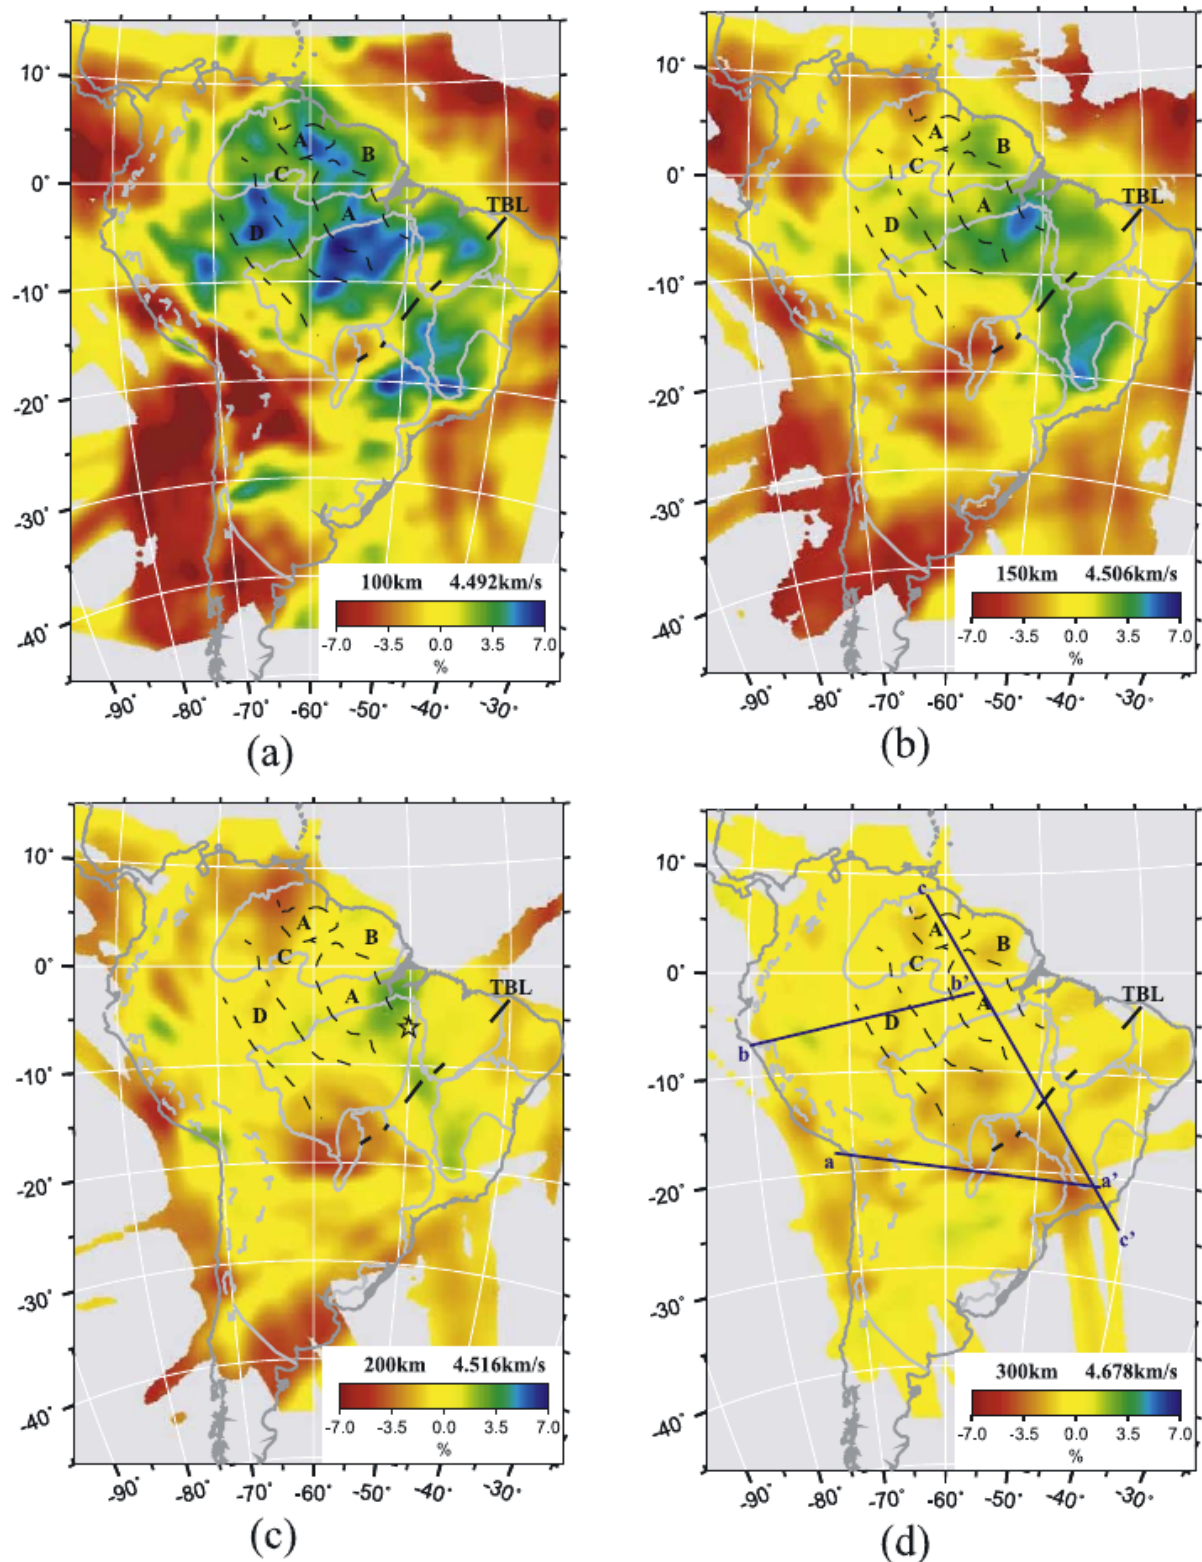 10°
0°
-10°
-20°
-30°
-40°
A
B
C
A
D
TBL
100km 4.492km/s
-7.0 -3.5 0.0 3.5 7.0
%
-90° -80° -70° -60° -50° -40° -30°
(a)
10°
0°
-10°
-20°
-30°
-40°
A
B
C
A
D
TBL
150km 4.506km/s
-7.0 -3.5 0.0 3.5 7.0
%
-90° -80° -70° -60° -50° -40° -30°
(b)
10°
0°
-10°
-20°
-30°
-40°
A
B
C
A
D
TBL
200km 4.516km/s
-7.0 -3.5 0.0 3.5 7.0
%
-90° -80° -70° -60° -50° -40° -30°
(c)
10°
0°
-10°
-20°
-30°
-40°
c
A
B
C
b'
A
TBL
D
b
a
a'
c'
300km 4.678km/s
-7.0 -3.5 0.0 3.5 7.0
%
-90° -80° -70° -60° -50° -40° -30°
(d)